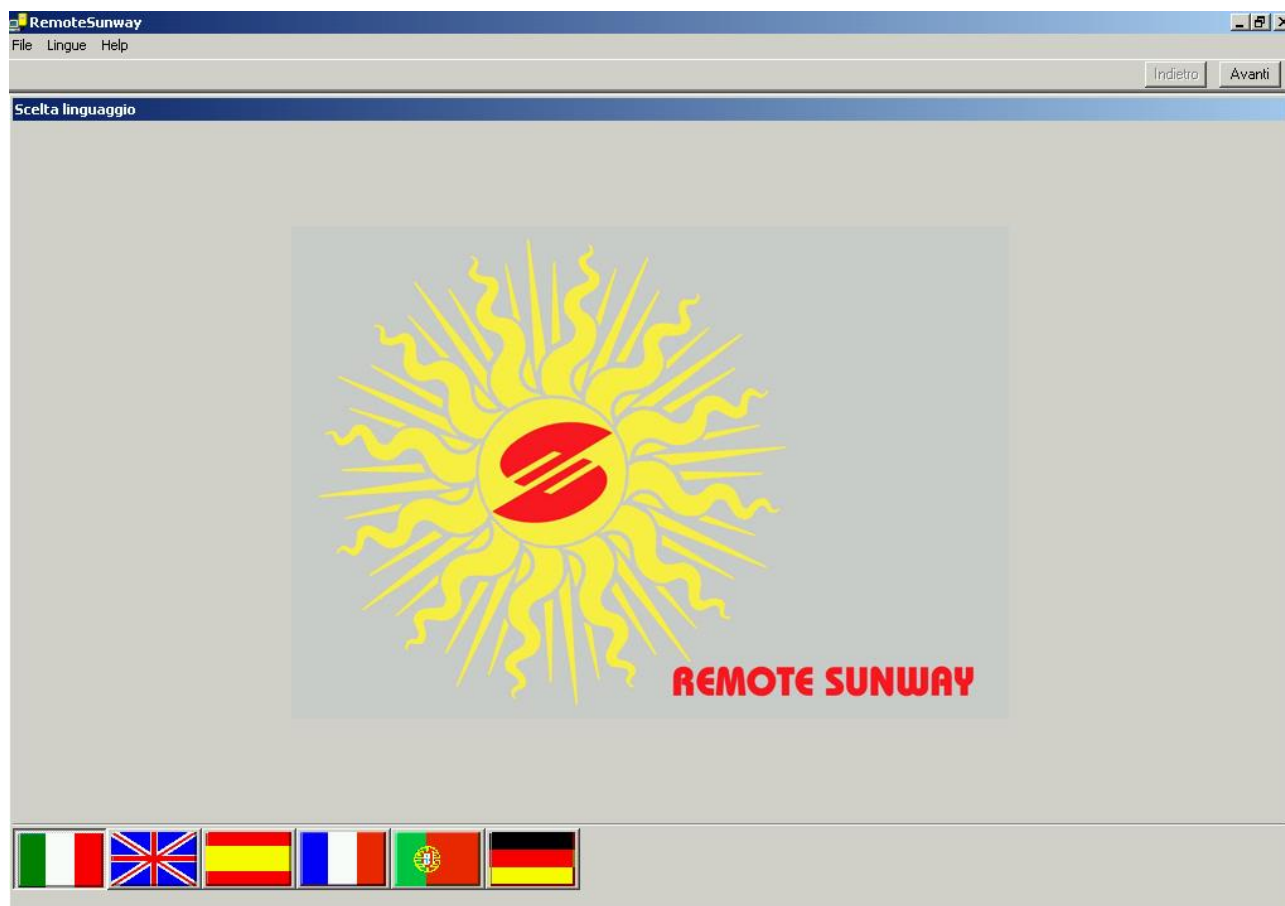 RemoteSunway
File Lingue Help
Indietro Avanti
Scelta linguaggio
REMOTE SUNWAY